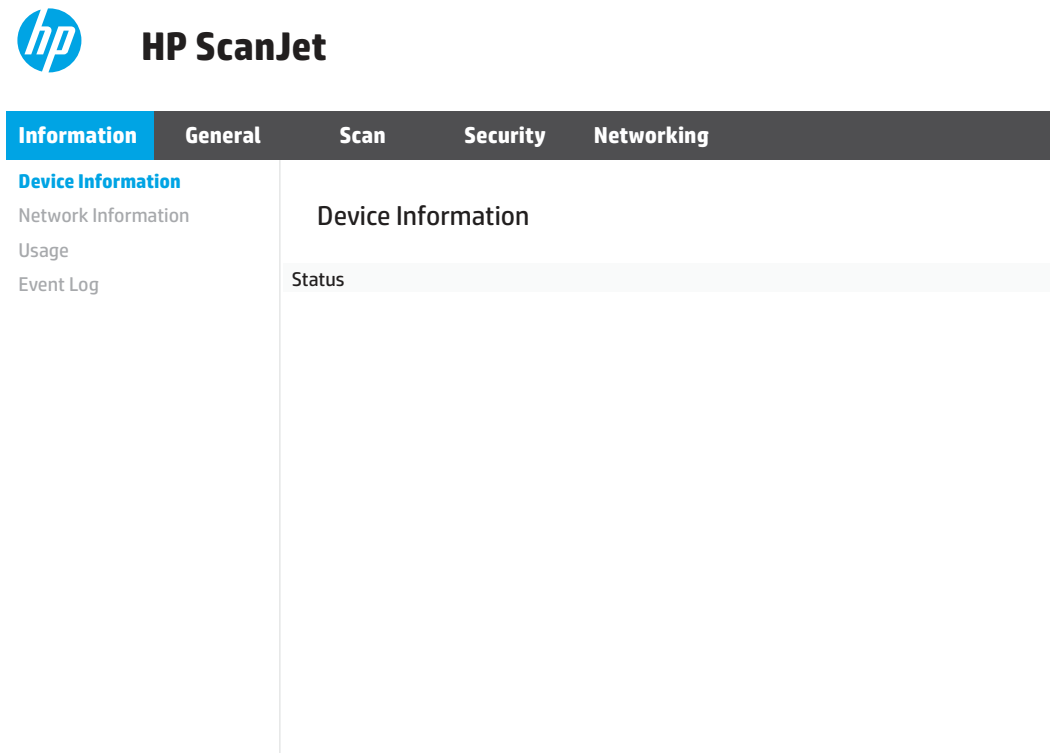 hp
HP ScanJet
Information General Scan Security Networking
Device Information
Network Information
Usage
Event Log
Device Information
Status